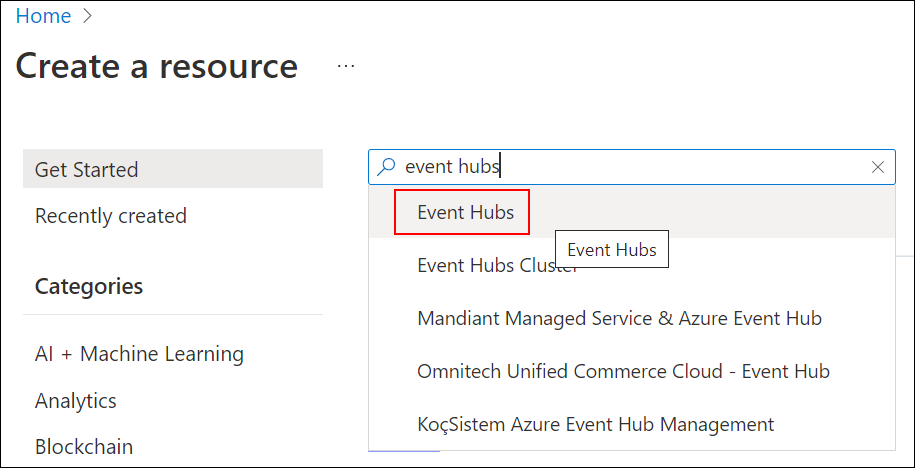 Home >
Create a resource ...
Get Started
Recently created
Categories
AI + Machine Learning
Analytics
Blockchain
event hubs
Event Hubs
Event Hubs
Event Hubs Cluster
Mandiant Managed Service & Azure Event Hub
Omnitech Unified Commerce Cloud - Event Hub
KoçSistem Azure Event Hub Management